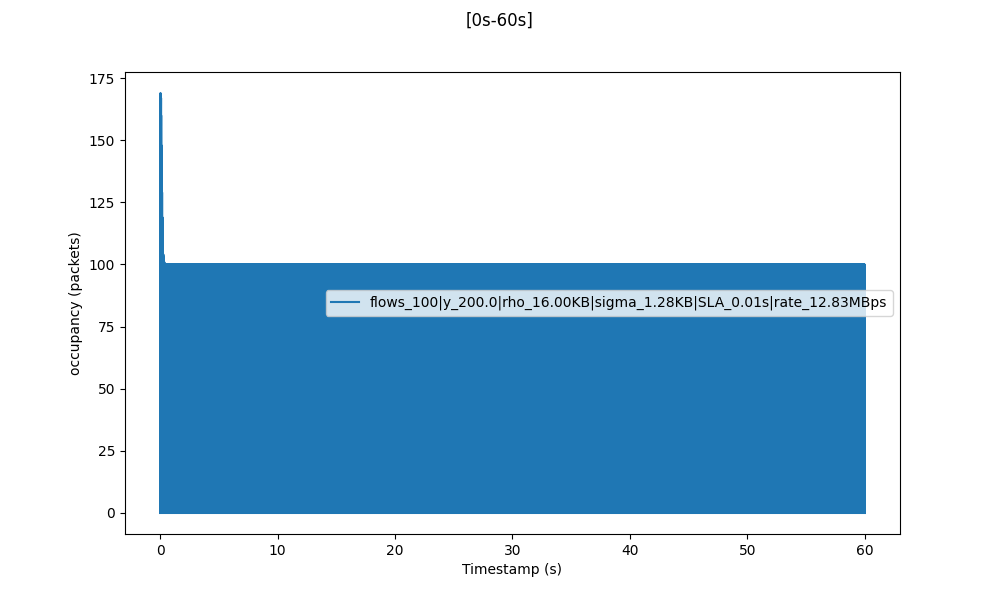 [0s-60s]
175
150
125
100
75
50
25
0
occupancy (packets)
flows_100|y_200.0|rho_16.00KB|sigma_1.28KB|SLA_0.01s|rate_12.83MBps
0 10 20 30 40 50 60
Timestamp (s)